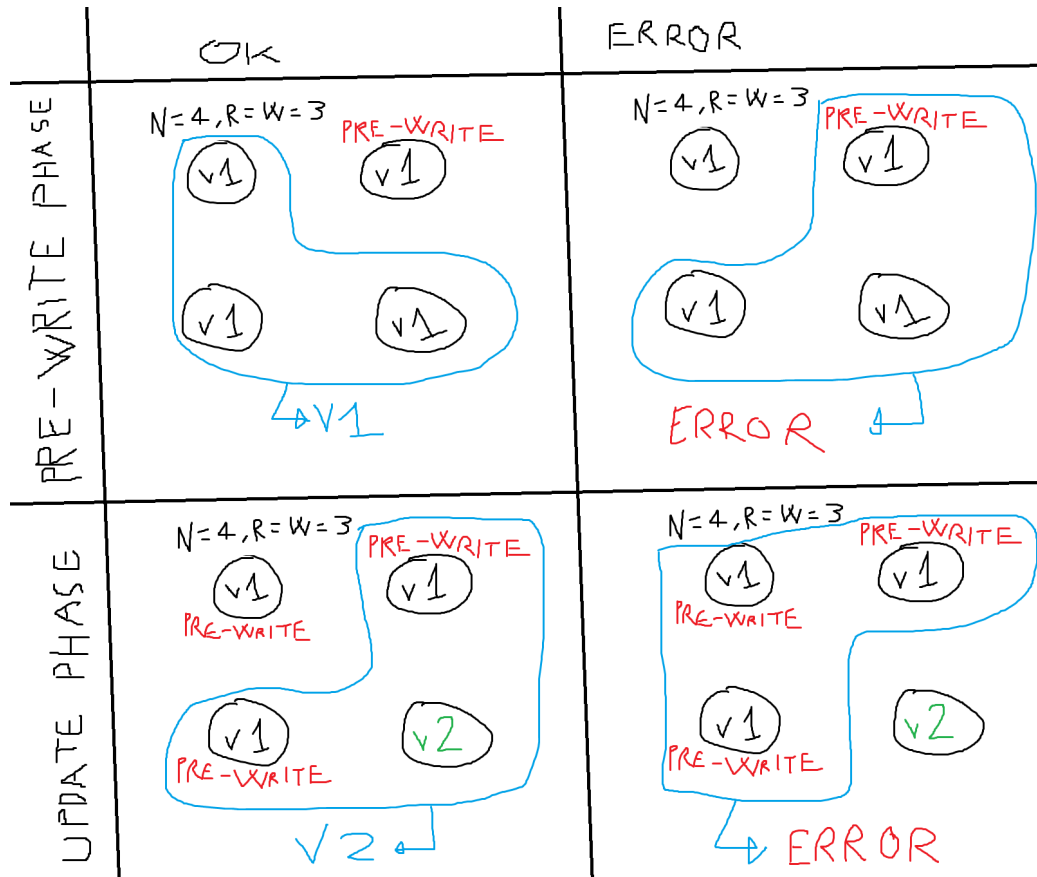 OK
ERROR
PRE-WRITE PHASE
N=4, R=W=3
PRE-WRITE
v1
v1
v1
v1
V1
N=4, R=W=3
PRE-WRITE
v1
v1
v1
v1
ERROR
UPDATE PHASE
N=4, R=W=3
PRE-WRITE
v1
v1
PRE-WRITE
v1
v2
PRE-WRITE
V2
N=4, R=W=3
PRE-WRITE
v1
v1
PRE-WRITE
v1
v2
PRE-WRITE
ERROR